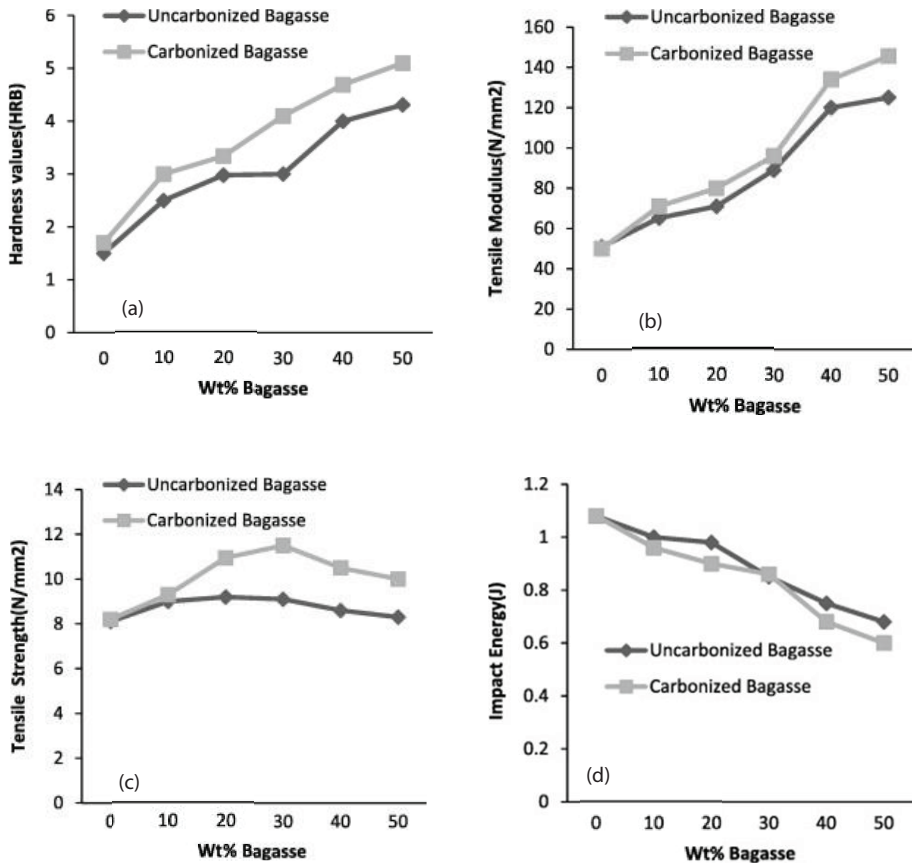 Uncarbonized Bagasse
Carbonized Bagasse
6
5
4
3
2
1
0
Hardness values(HRB)
(a)
0 10 20 30 40 50
Wt% Bagasse
Uncarbonized Bagasse
Carbonized Bagasse
160
140
120
100
80
60
40
20
0
Tensile Modulus(N/mm2)
(b)
0 10 20 30 40 50
Wt% Bagasse
Uncarbonized Bagasse
Carbonized Bagasse
14
12
10
8
6
4
2
0
Tensile Strength(N/mm2)
(c)
0 10 20 30 40 50
Wt% Bagasse
1.2
1
0.8
0.6
0.4
0.2
0
Impact Energy(J)
Uncarbonized Bagasse
Carbonized Bagasse
(d)
0 10 20 30 40 50
Wt% Bagasse